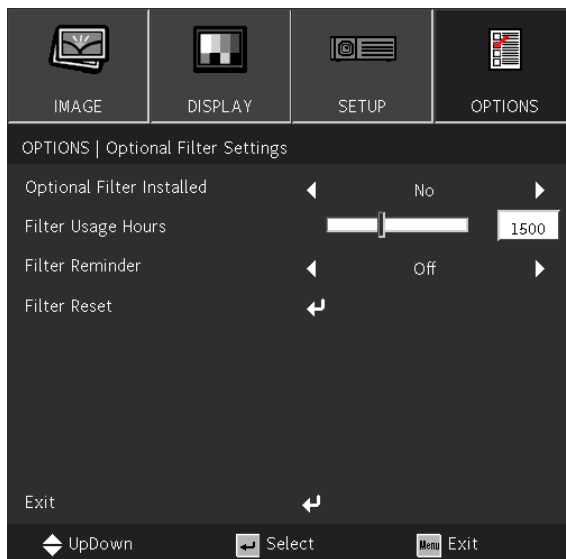 IMAGE DISPLAY SETUP OPTIONS
OPTIONS | Optional Filter Settings
Optional Filter Installed No
Filter Usage Hours 1500
Filter Reminder Off
Filter Reset
Exit
UpDown Select Menu Exit